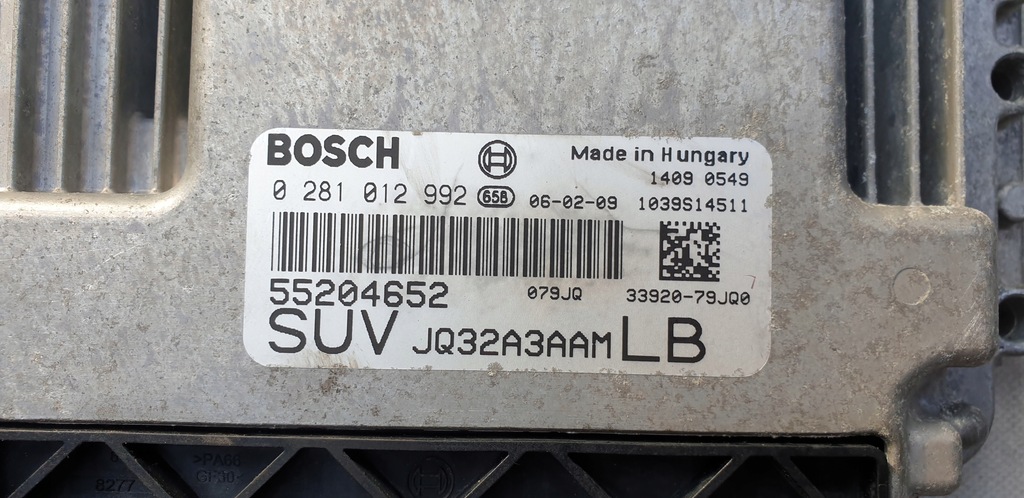 BOSCH
Made in Hungary
1409 0549
0 281 012 992 658 06-02-09 1039S14511
55204652 079JQ 33920-79JQ0
SUV JQ32A3AAM LB
>PA66
GF30<
8277